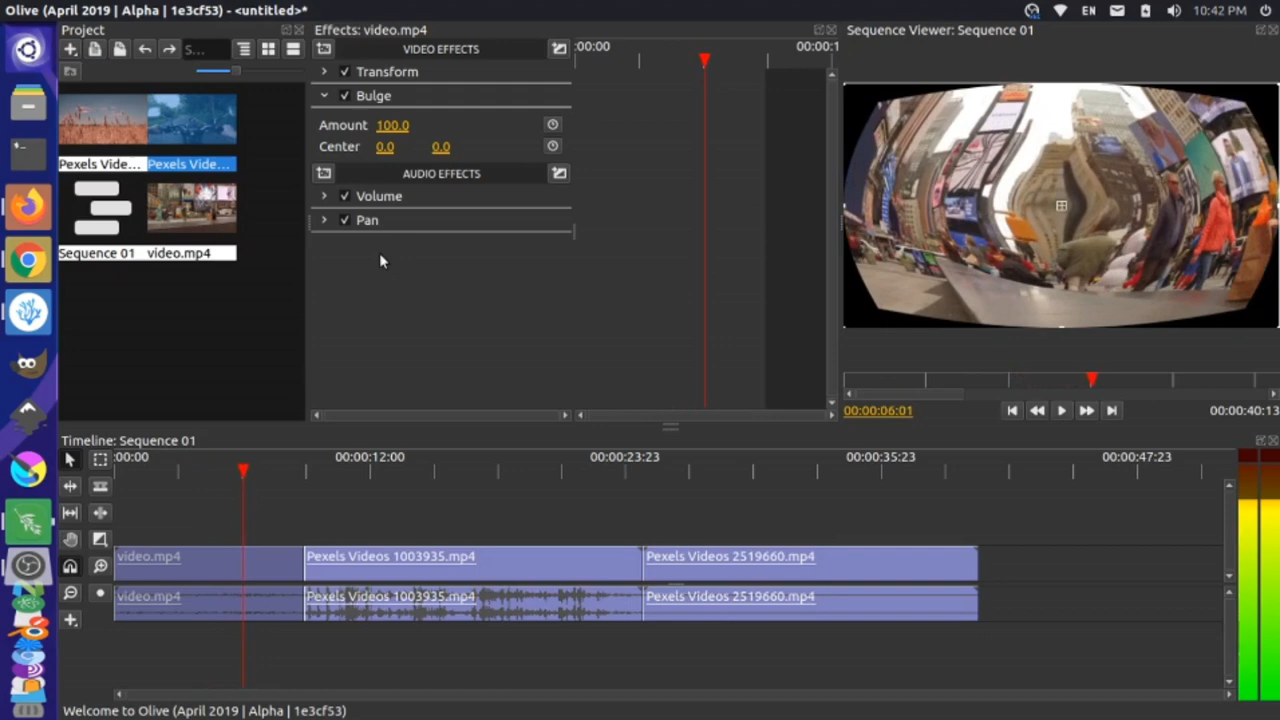 Olive (April 2019 | Alpha | 1e3cf53) - <untitled>*
EN
10:42 PM
Project
S...
Pexels Vide...
Pexels Vide...
Sequence 01
video.mp4
Effects: video.mp4
VIDEO EFFECTS
Transform
Bulge
Amount 100.0
Center 0.0 0.0
AUDIO EFFECTS
Volume
Pan
:00:00
00:00:1
Sequence Viewer: Sequence 01
00:00:06:01
00:00:40:13
Timeline: Sequence 01
:00:00
00:00:12:00
00:00:23:23
00:00:35:23
00:00:47:23
video.mp4
Pexels Videos 1003935.mp4
Pexels Videos 2519660.mp4
video.mp4
Pexels Videos 1003935.mp4
Pexels Videos 2519660.mp4
Welcome to Olive (April 2019 | Alpha | 1e3cf53)